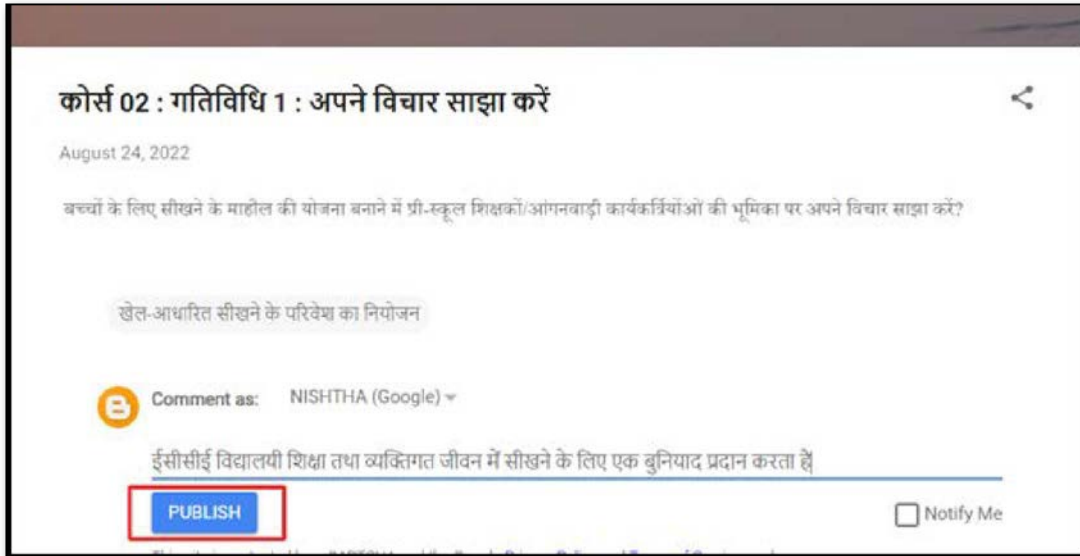 कोर्स 02 : गतिविधि 1 : अपने विचार साझा करें
August 24, 2022
बच्चों के लिए सीखने के माहौल की योजना बनाने में प्री-स्कूल शिक्षकों/आंगनवाड़ी कार्यकर्त्रियोंओं की भूमिका पर अपने विचार साझा करें?
खेल-आधारित सीखने के परिवेश का नियोजन
Comment as: NISHTHA (Google)
ईसीसीई विद्यालयी शिक्षा तथा व्यक्तिगत जीवन में सीखने के लिए एक बुनियाद प्रदान करता हैं
PUBLISH Notify Me